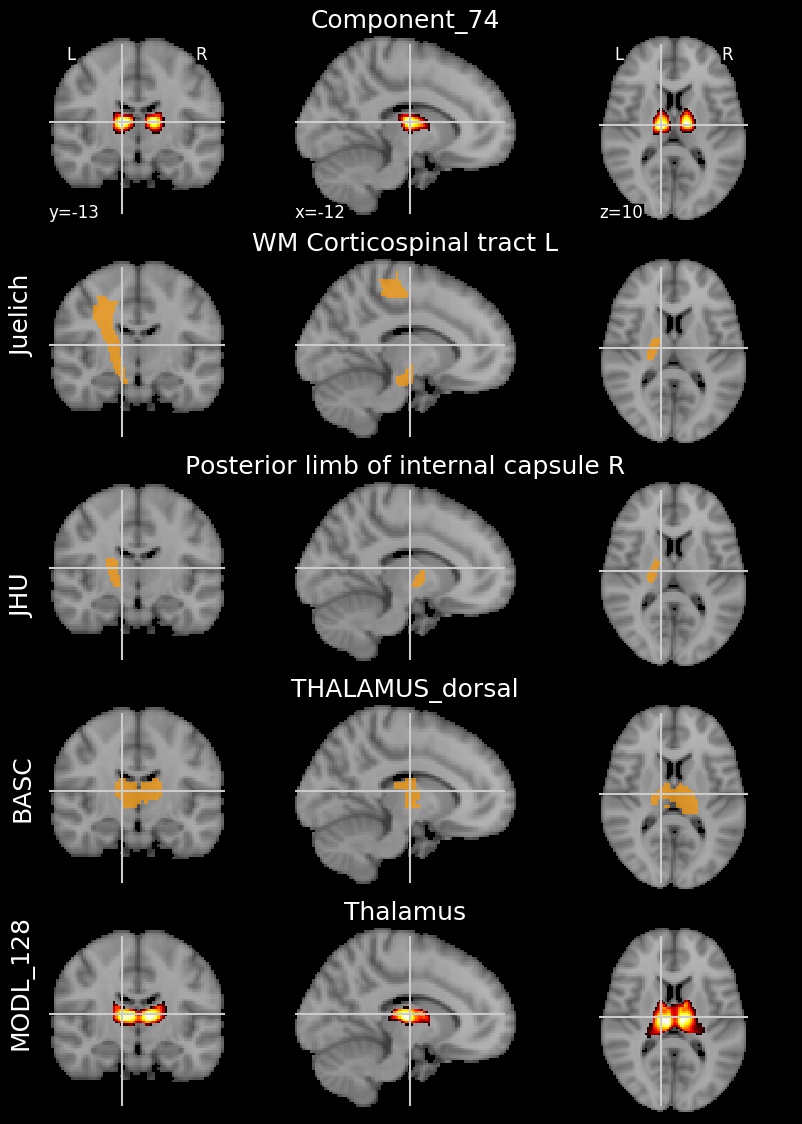 Component_74
L R L R
y=-13 x=-12 z=10
WM Corticospinal tract L
Juelich
Posterior limb of internal capsule R
JHU
THALAMUS_dorsal
BASC
Thalamus
MODL_128